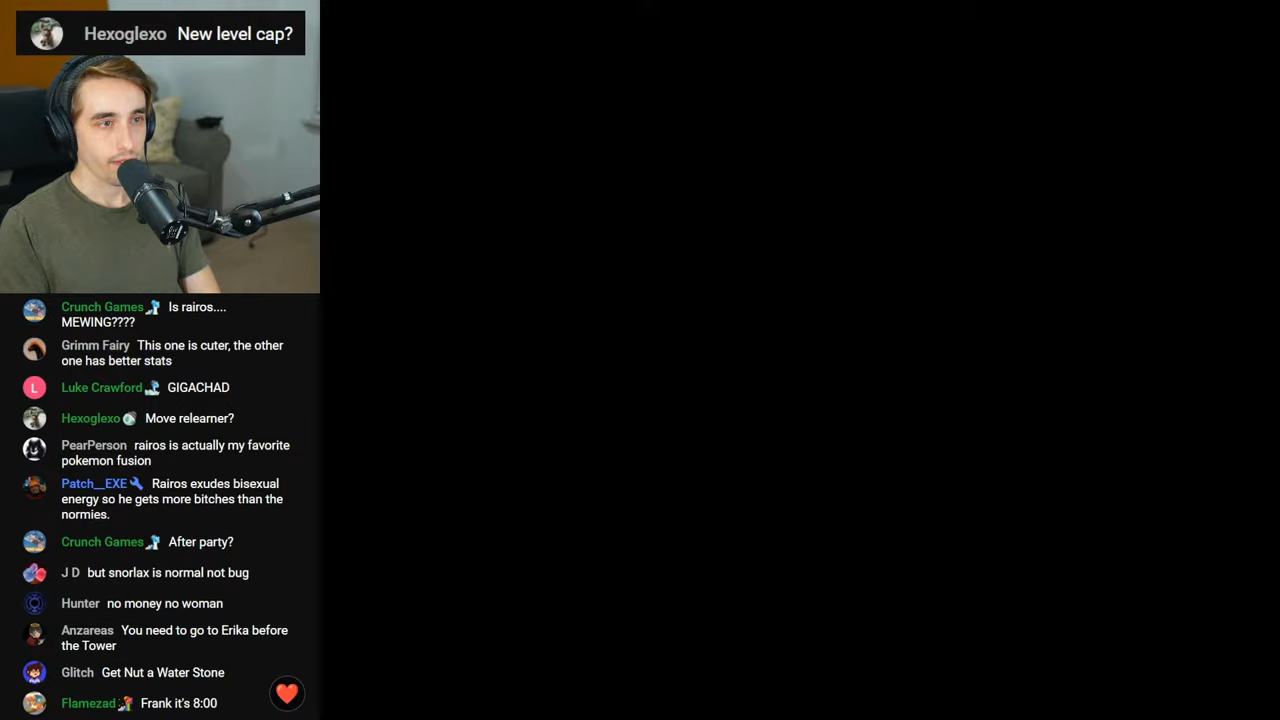 Hexoglexo New level cap?
Crunch Games Is rairos....
MEWING????
Grimm Fairy This one is cuter, the other
one has better stats
L Luke Crawford GIGACHAD
Hexoglexo Move relearner?
PearPerson rairos is actually my favorite
pokemon fusion
Patch__EXE Rairos exudes bisexual
energy so he gets more bitches than the
normies.
Crunch Games After party?
J D but snorlax is normal not bug
Hunter no money no woman
Anzareas You need to go to Erika before
the Tower
Glitch Get Nut a Water Stone
Flamezad Frank it's 8:00